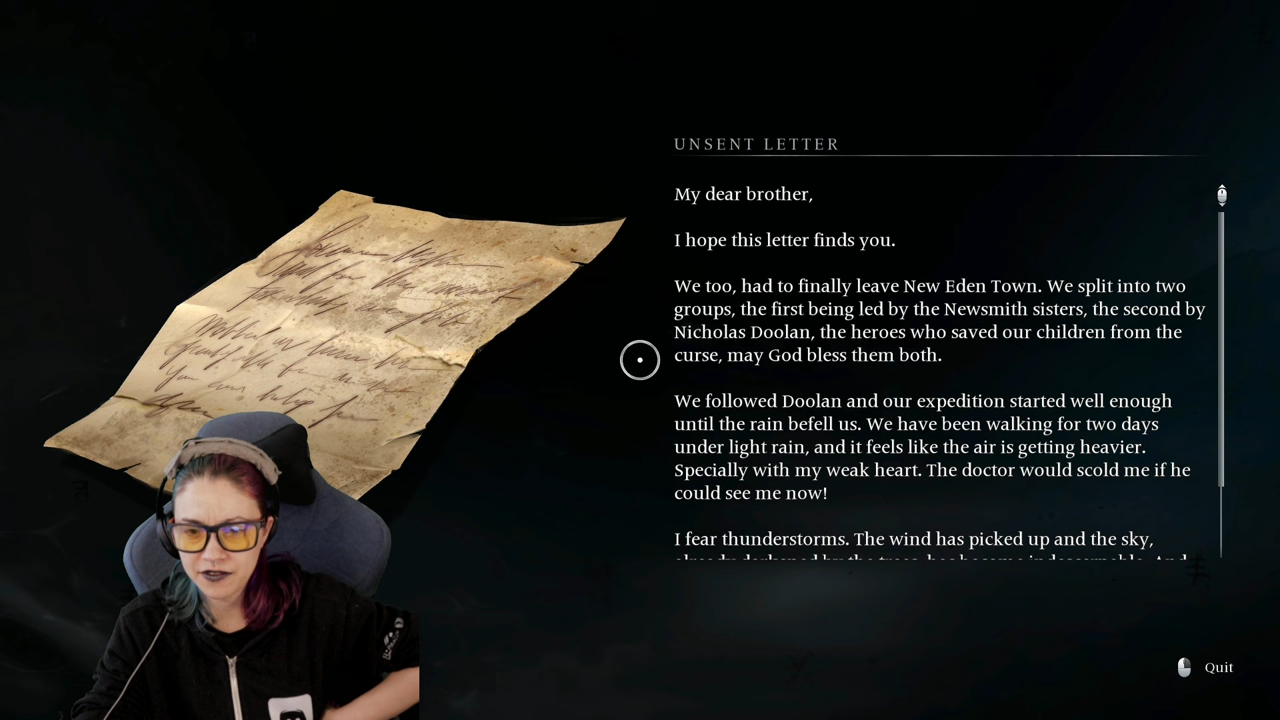 UNSENT LETTER
My dear brother,
I hope this letter finds you.
We too, had to finally leave New Eden Town. We split into two
groups, the first being led by the Newsmith sisters, the second by
Nicholas Doolan, the heroes who saved our children from the
curse, may God bless them both.
We followed Doolan and our expedition started well enough
until the rain befell us. We have been walking for two days
under light rain, and it feels like the air is getting heavier.
Specially with my weak heart. The doctor would scold me if he
could see me now!
I fear thunderstorms. The wind has picked up and the sky,
Quit